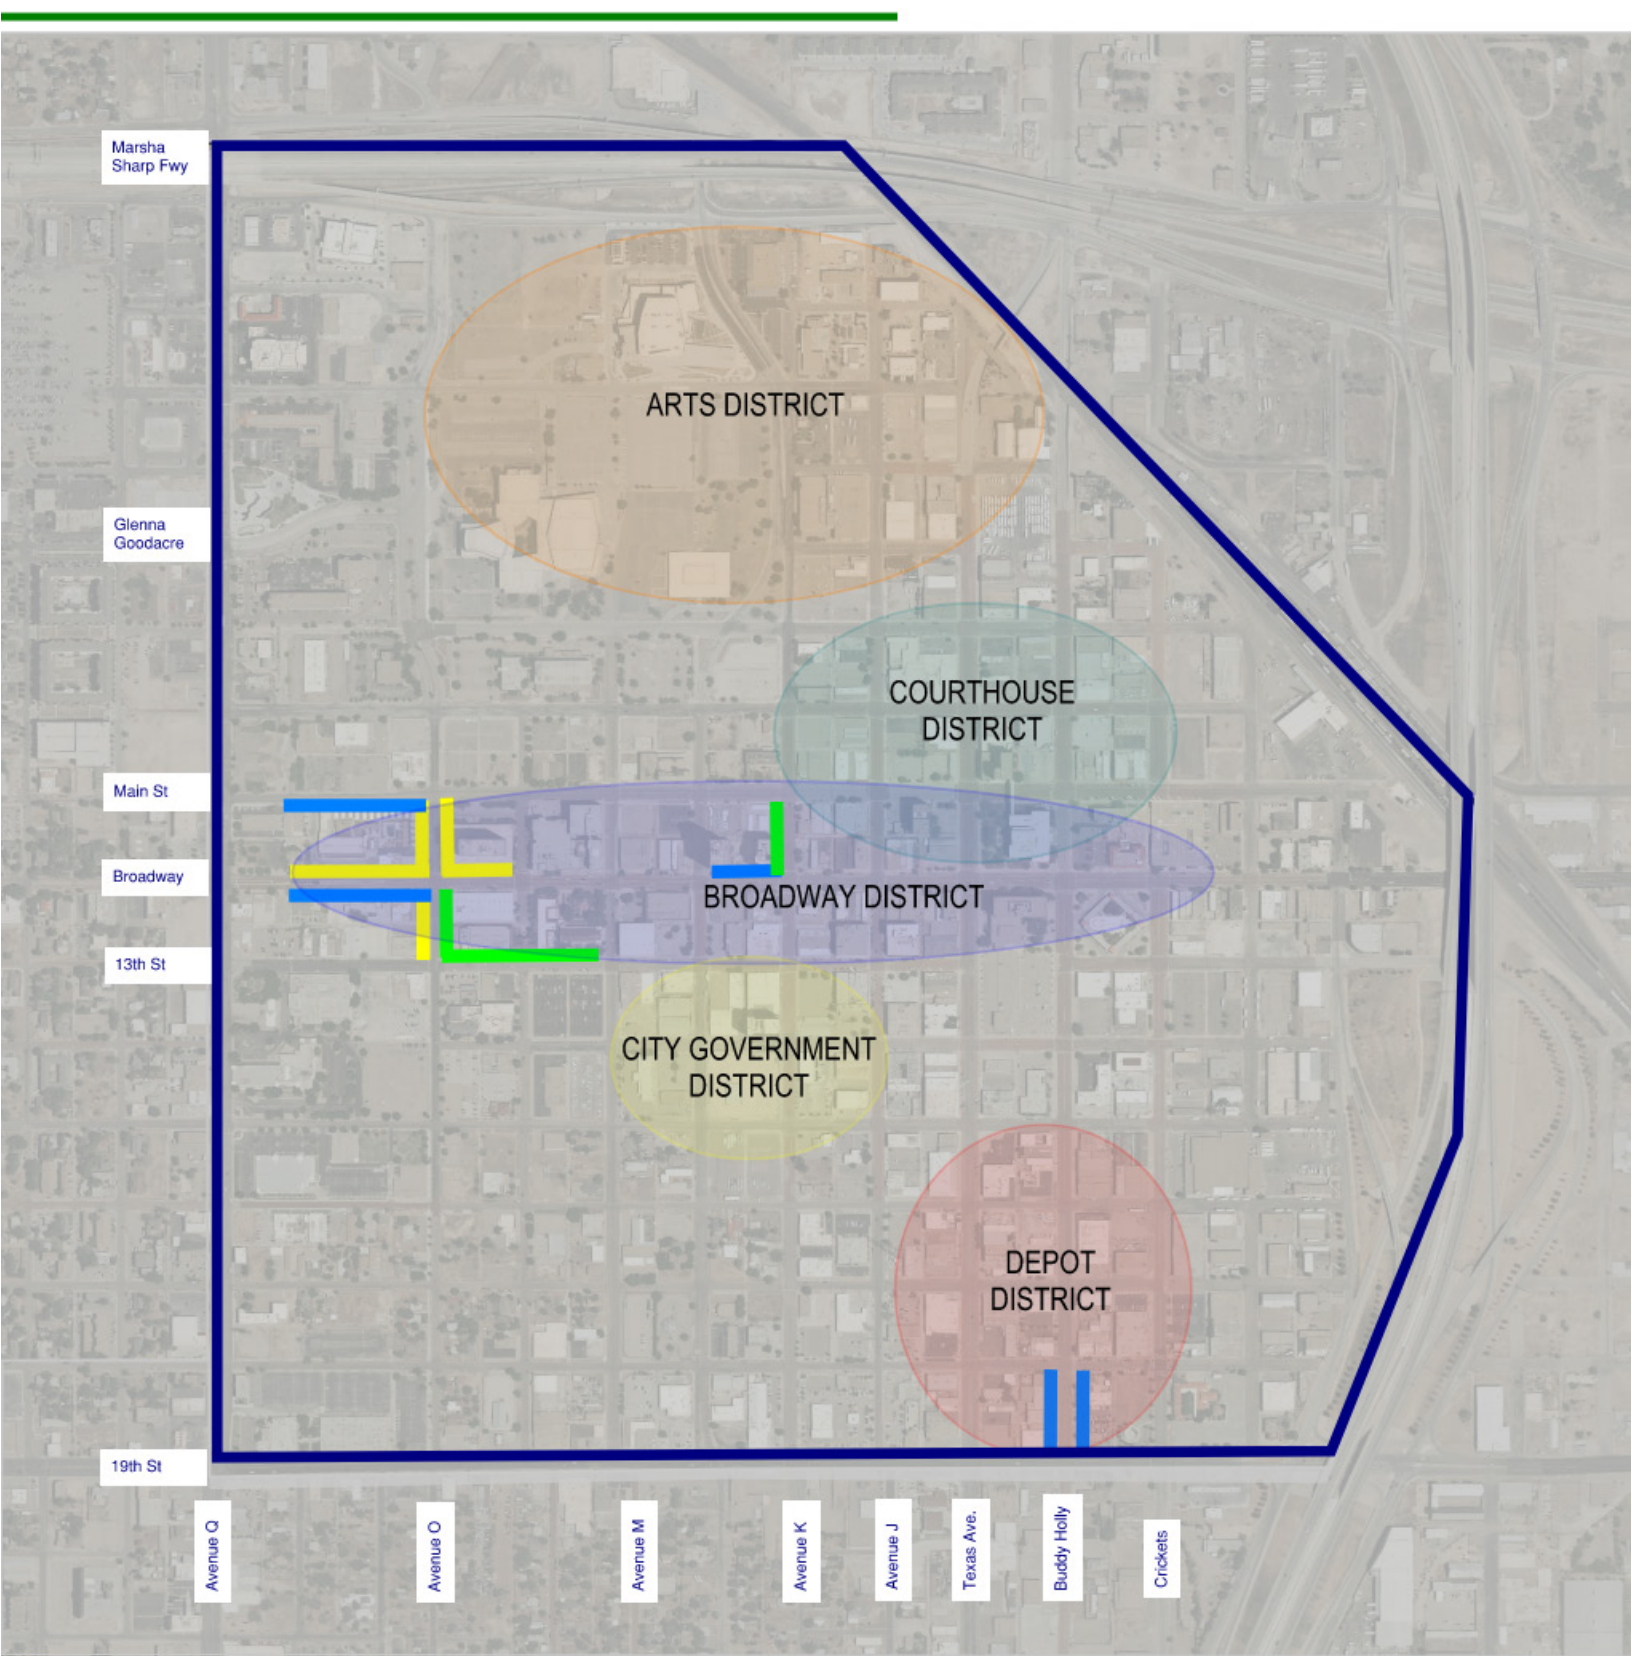 Marsha
Sharp Fwy
ARTS DISTRICT
Glenna
Goodacre
COURTHOUSE
DISTRICT
Main St
Broadway
BROADWAY DISTRICT
13th St
CITY GOVERNMENT
DISTRICT
DEPOT
DISTRICT
19th St
Avenue Q
Avenue O
Avenue M
Avenue K
Avenue J
Texas Ave.
Buddy Holly
Crickets